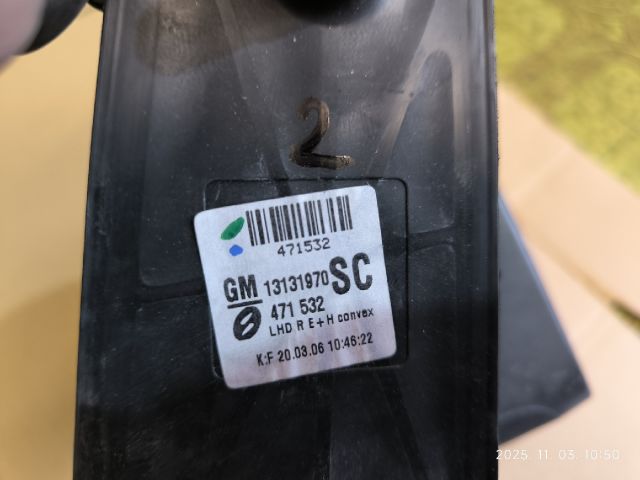 2
471532
GM 13131970 SC
471 532
LHD R E+H convex
K:F 20.03.06 10:46:22
2025. 11. 03. 10:50